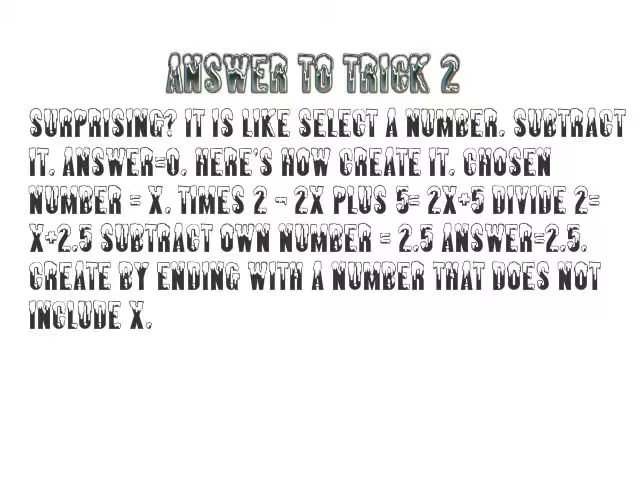 ANSWER TO TRICK 2
SURPRISING? IT IS LIKE SELECT A NUMBER. SUBTRACT
IT. ANSWER=0. HERE'S HOW CREATE IT. CHOSEN
NUMBER = X. TIMES 2 - 2X PLUS 5= 2X+5 DIVIDE 2=
X+2.5 SUBTRACT OWN NUMBER = 2.5 ANSWER=2.5.
CREATE BY ENDING WITH A NUMBER THAT DOES NOT
INCLUDE X.